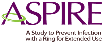 ASPIRE
A Study to Prevent Infection
with a Ring for Extended Use